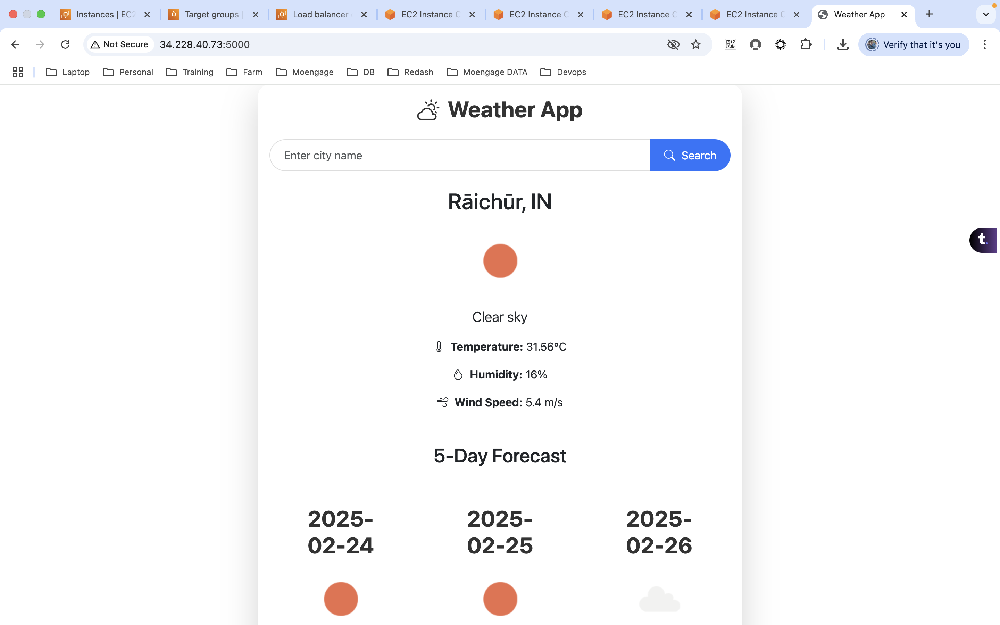 Instances | EC2
Target groups |
Load balancer
EC2 Instance C
EC2 Instance C
EC2 Instance C
EC2 Instance C
Weather App
Not Secure
34.228.40.73:5000
Verify that it's you
Laptop
Personal
Training
Farm
Moengage
DB
Redash
Moengage DATA
Devops
Weather App
Enter city name
Search
Rāichūr, IN
t.
Clear sky
Temperature: 31.56°C
Humidity: 16%
Wind Speed: 5.4 m/s
5-Day Forecast
2025-
02-24
2025-
02-25
2025-
02-26